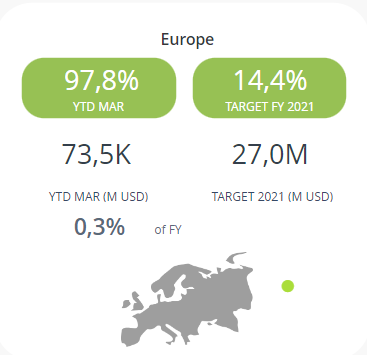 Europe
97,8% 14,4%
YTD MAR TARGET FY 2021
73,5K 27,0M
YTD MAR (M USD) TARGET 2021 (M USD)
0,3% of FY